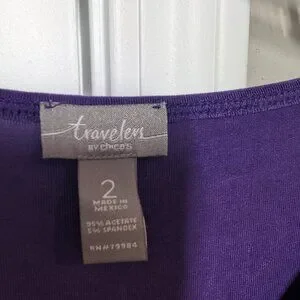 travelers
BY CHICO'S
2
MADE IN
MEXICO
95% ACETATE
5% SPANDEX
RN#79984